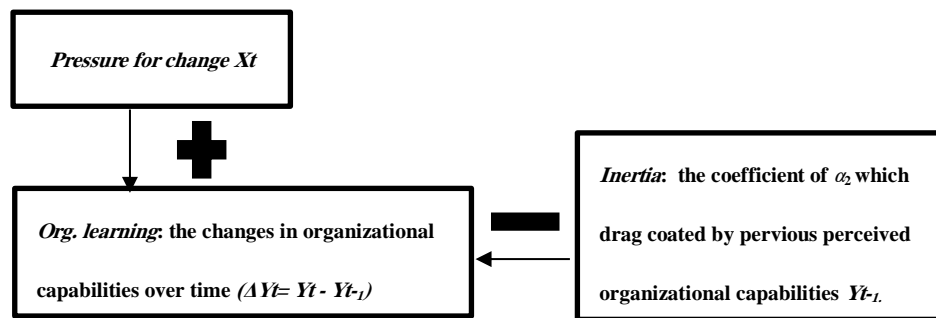 Pressure for change Xt
Org. learning: the changes in organizational
capabilities over time (ΔYt= Yt - Yt-1)
Inertia: the coefficient of α2 which
drag coated by pervious perceived
organizational capabilities Yt-1.